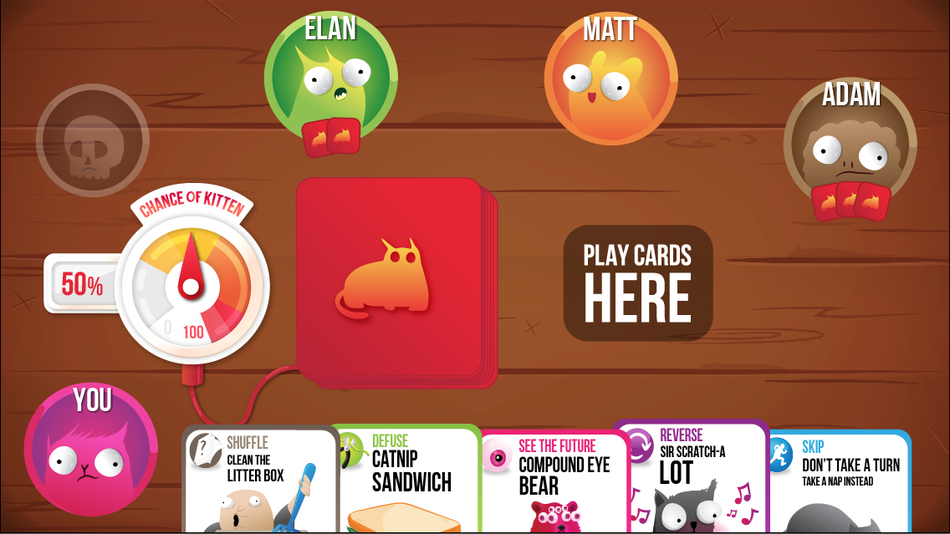 ELAN
MATT
ADAM
CHANCE OF KITTEN
50%
0
100
PLAY CARDS
HERE
YOU
SHUFFLE
CLEAN THE
LITTER BOX
DEFUSE
CATNIP
SANDWICH
SEE THE FUTURE
COMPOUND EYE
BEAR
REVERSE
SIR SCRATCH-A
LOT
SKIP
DON'T TAKE A TURN
TAKE A NAP INSTEAD